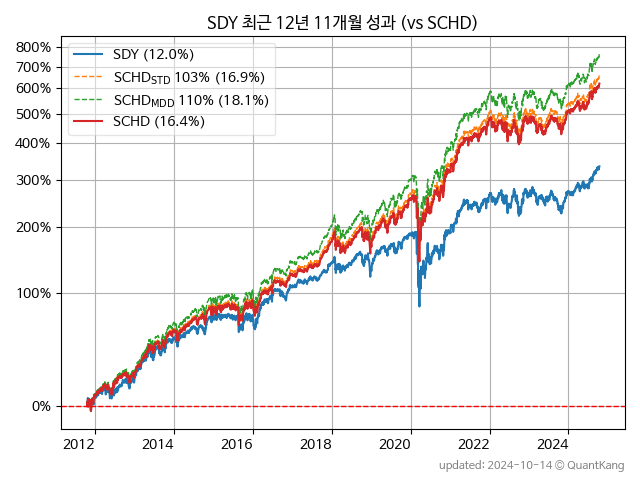 SDY 최근 12년 11개월 성과 (vs SCHD)
SDY (12.0%)
SCHD_STD 103% (16.9%)
SCHD_MDD 110% (18.1%)
SCHD (16.4%)
800%
700%
600%
500%
400%
300%
200%
100%
0%
2012 2014 2016 2018 2020 2022 2024
updated: 2024-10-14 © QuantKang